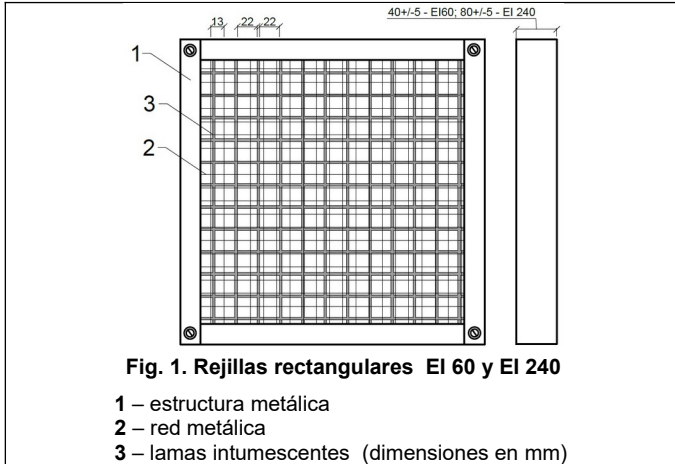 40+/-5 - EI60; 80+/-5 - EI 240
13 22 22
1
3
2
Fig. 1. Rejillas rectangulares EI 60 y EI 240
1 – estructura metálica
2 – red metálica
3 – lamas intumescentes (dimensiones en mm)